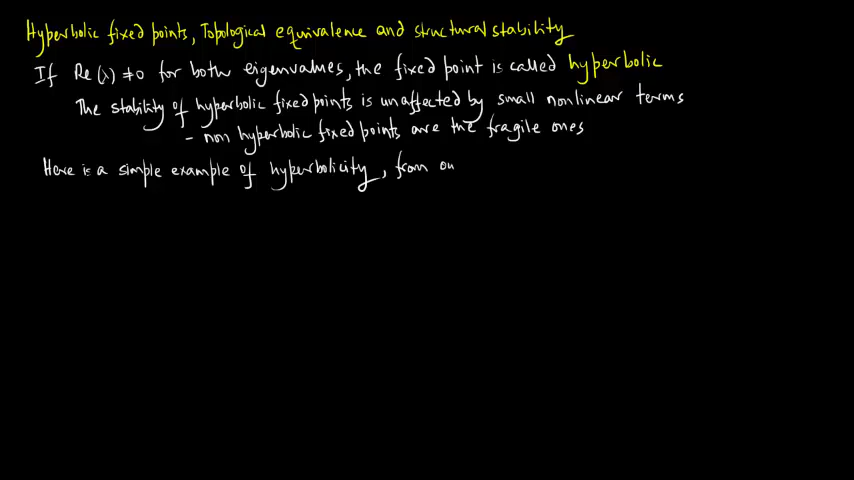 Hyperbolic fixed points, Topological equivalence and structural stability
If Re(λ) ≠ 0 for both eigenvalues, the fixed point is called hyperbolic
The stability of hyperbolic fixed points is unaffected by small nonlinear terms
- non hyperbolic fixed points are the fragile ones
Here is a simple example of hyperbolicity, from ou